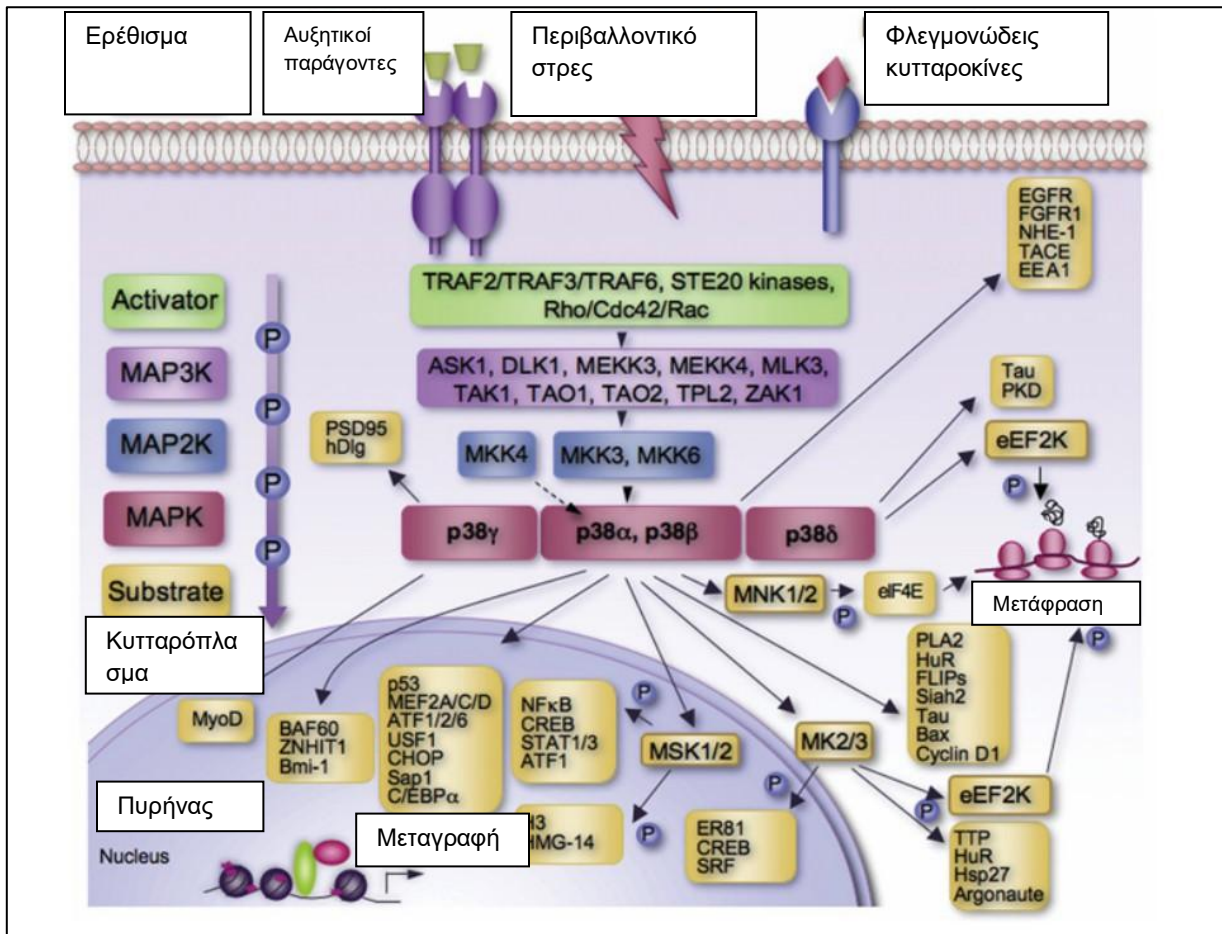 Ερέθισμα
Αυξητικοί
παράγοντες
Περιβαλλοντικό
στρες
Φλεγμονώδεις
κυτταροκίνες
EGFR
FGFR1
NHE-1
TACE
EEA1
Activator
P
TRAF2/TRAF3/TRAF6, STE20 kinases,
Rho/Cdc42/Rac
MAP3K
P
ASK1, DLK1, MEKK3, MEKK4, MLK3,
TAK1, TAO1, TAO2, TPL2, ZAK1
Tau
PKD
MAP2K
P
PSD95
hDlg
MKK4
MKK3, MKK6
eEF2K
P
MAPK
P
p38γ
p38α, p38β
p38δ
Substrate
MNK1/2
P
eIF4E
Μετάφραση
P
Κυτταρόπλα
σμα
MyoD
BAF60
ZNHIT1
Bmi-1
p53
MEF2A/C/D
ATF1/2/6
USF1
CHOP
Sap1
C/EBPα
NFκB
CREB
STAT1/3
ATF1
P
MSK1/2
MK2/3
PLA2
HuR
FLIPs
Siah2
Tau
Bax
Cyclin D1
Πυρήνας
Nucleus
Μεταγραφή
H3
HMG-14
P
P
ER81
CREB
SRF
P
eEF2K
TTP
HuR
Hsp27
Argonaute